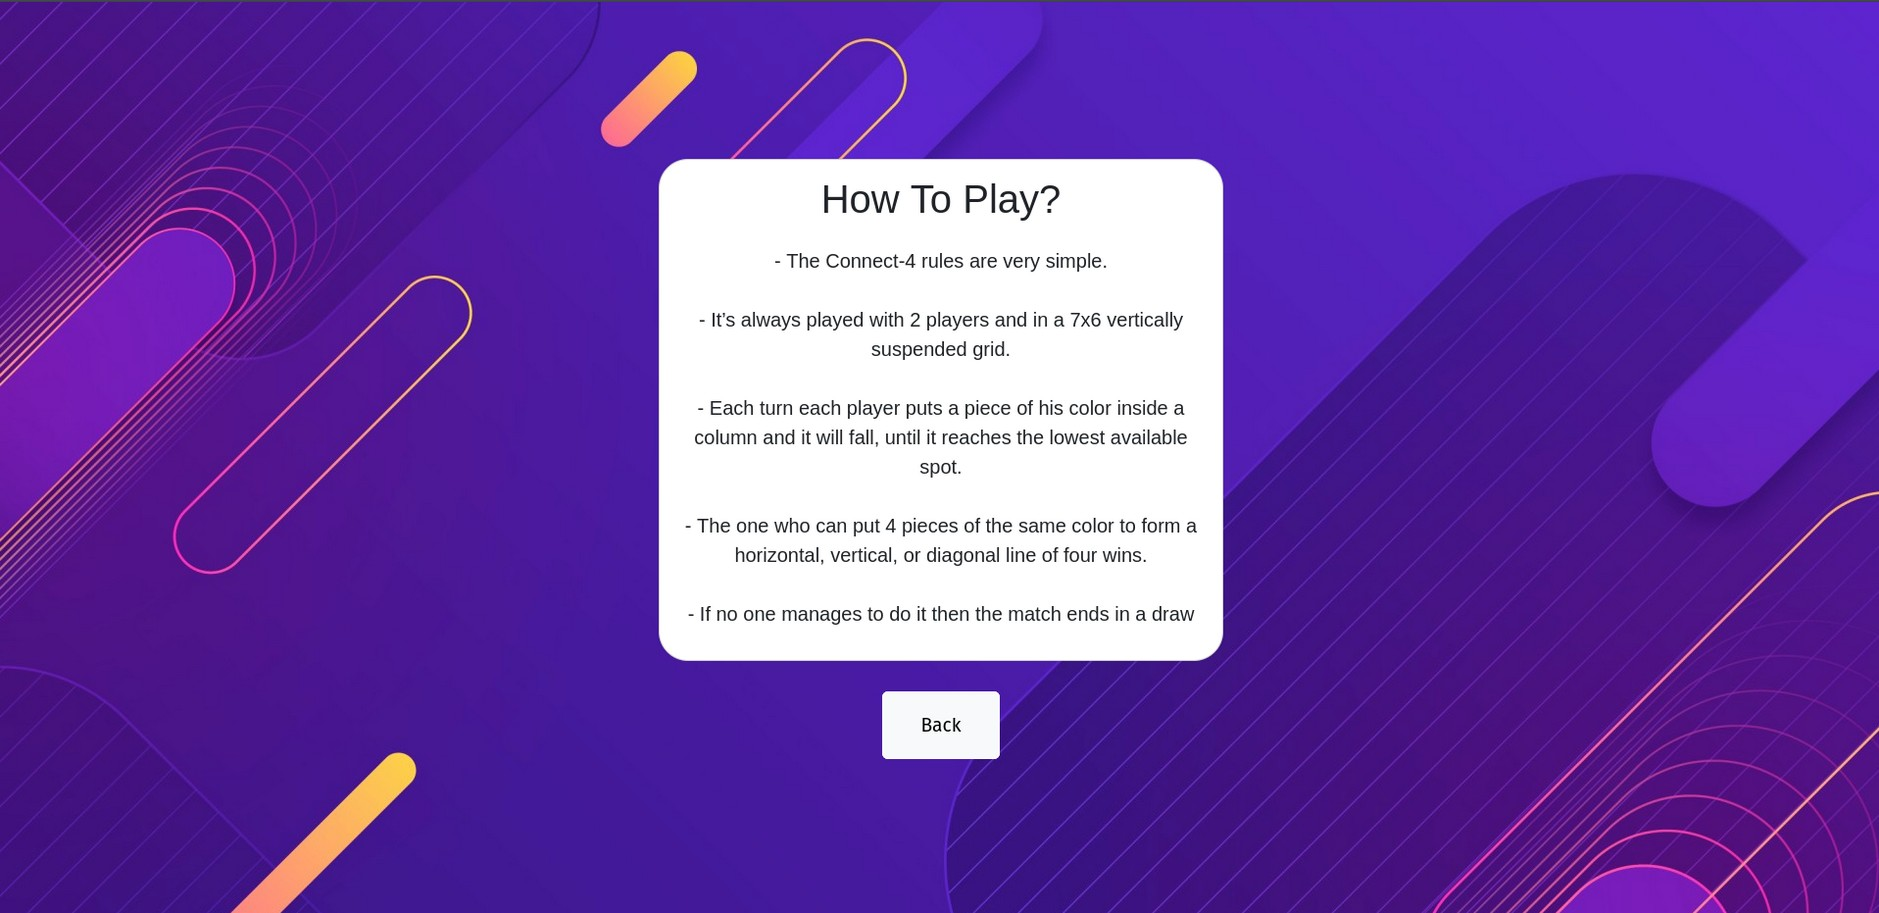 How To Play?
- The Connect-4 rules are very simple.
- It's always played with 2 players and in a 7x6 vertically
suspended grid.
- Each turn each player puts a piece of his color inside a
column and it will fall, until it reaches the lowest available
spot.
- The one who can put 4 pieces of the same color to form a
horizontal, vertical, or diagonal line of four wins.
- If no one manages to do it then the match ends in a draw
Back